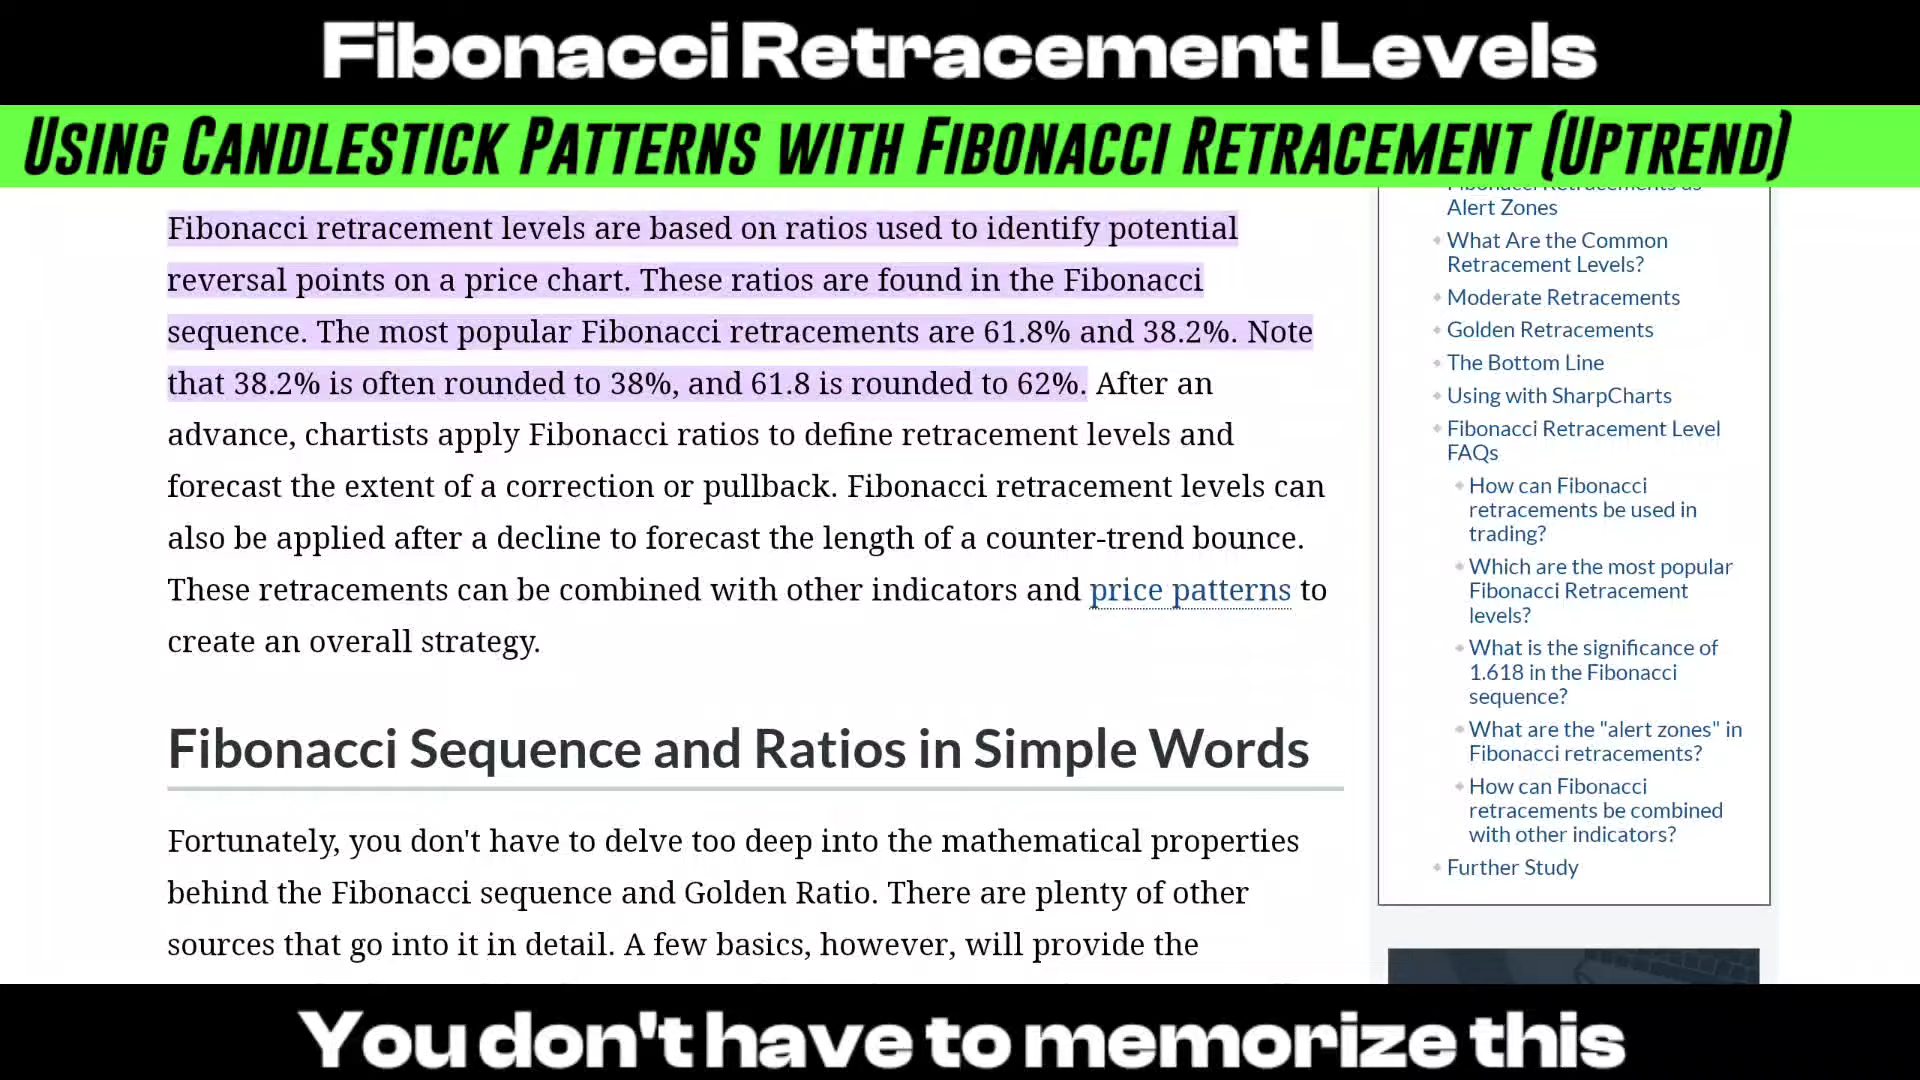 Fibonacci Retracement Levels
Using Candlestick Patterns with Fibonacci Retracement (Uptrend)
Fibonacci retracement levels are based on ratios used to identify potential
reversal points on a price chart. These ratios are found in the Fibonacci
sequence. The most popular Fibonacci retracements are 61.8% and 38.2%. Note
that 38.2% is often rounded to 38%, and 61.8 is rounded to 62%. After an
advance, chartists apply Fibonacci ratios to define retracement levels and
forecast the extent of a correction or pullback. Fibonacci retracement levels can
also be applied after a decline to forecast the length of a counter-trend bounce.
These retracements can be combined with other indicators and price patterns to
create an overall strategy.
Fibonacci Sequence and Ratios in Simple Words
Fortunately, you don't have to delve too deep into the mathematical properties
behind the Fibonacci sequence and Golden Ratio. There are plenty of other
sources that go into it in detail. A few basics, however, will provide the
Fibonacci Retracements as
Alert Zones
What Are the Common
Retracement Levels?
Moderate Retracements
Golden Retracements
The Bottom Line
Using with SharpCharts
Fibonacci Retracement Level
FAQs
How can Fibonacci
retracements be used in
trading?
Which are the most popular
Fibonacci Retracement
levels?
What is the significance of
1.618 in the Fibonacci
sequence?
What are the "alert zones" in
Fibonacci retracements?
How can Fibonacci
retracements be combined
with other indicators?
Further Study
You don't have to memorize this